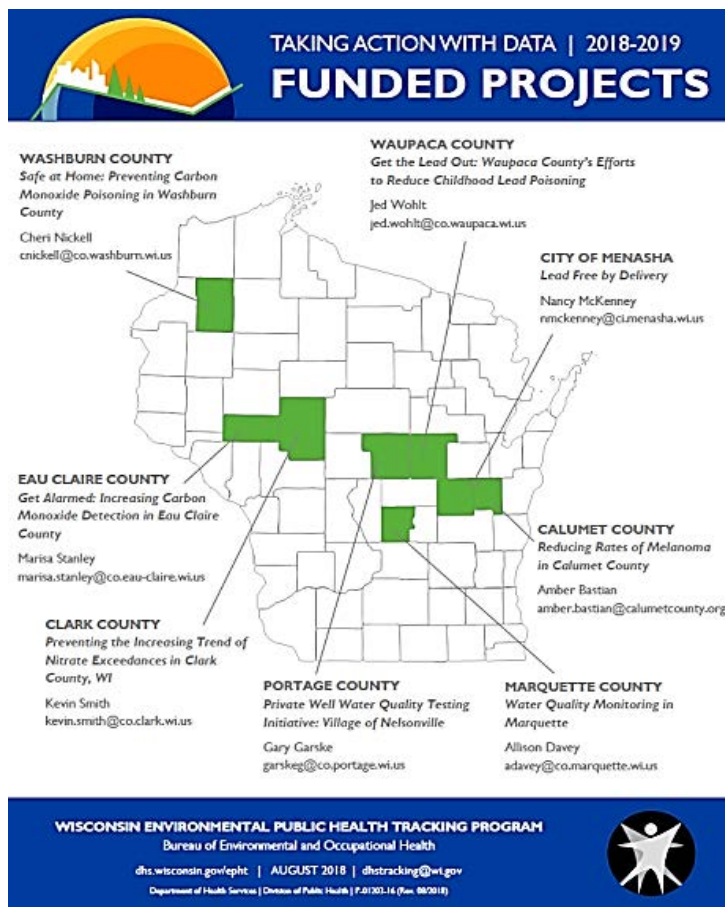 TAKING ACTION WITH DATA | 2018-2019
FUNDED PROJECTS
WASHBURN COUNTY
Safe at Home: Preventing Carbon
Monoxide Poisoning in Washburn
County
Cheri Nickell
cnickell@co.washburn.wi.us
WAUPACA COUNTY
Get the Lead Out: Waupaca County's Efforts
to Reduce Childhood Lead Poisoning
Jed Wohlt
jed.wohlt@co.waupaca.wi.us
CITY OF MENASHA
Lead Free by Delivery
Nancy McKenney
nmckenney@ci.menasha.wi.us
EAU CLAIRE COUNTY
Get Alarmed: Increasing Carbon
Monoxide Detection in Eau Claire
County
Marisa Stanley
marisa.stanley@co.eau-claire.wi.us
CALUMET COUNTY
Reducing Rates of Melanoma
in Calumet County
Amber Bastian
amber.bastian@calumetcounty.org
CLARK COUNTY
Preventing the Increasing Trend of
Nitrate Exceedances in Clark
County, WI
Kevin Smith
kevin.smith@co.clark.wi.us
PORTAGE COUNTY
Private Well Water Quality Testing
Initiative: Village of Nelsonville
Gary Garske
garskeg@co.portage.wi.us
MARQUETTE COUNTY
Water Quality Monitoring in
Marquette
Allison Davey
adavey@co.marquette.wi.us
WISCONSIN ENVIRONMENTAL PUBLIC HEALTH TRACKING PROGRAM
Bureau of Environmental and Occupational Health
dhs.wisconsin.gov/epht | AUGUST 2018 | dhstracking@wi.gov
Department of Health Services | Division of Public Health | P-01203-16 (Rev. 08/2018)